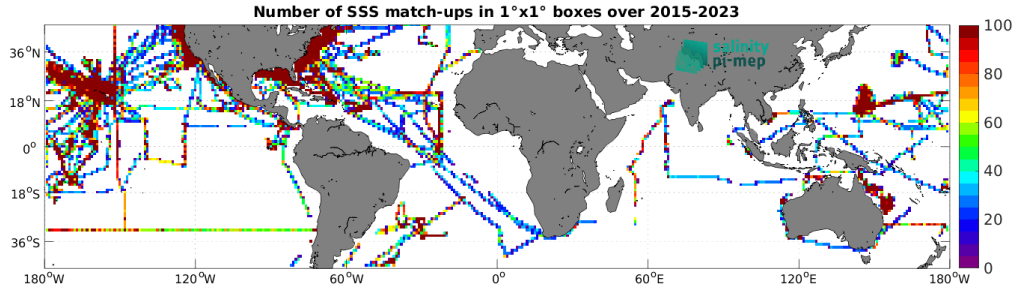 Number of SSS match-ups in 1°x1° boxes over 2015-2023
36°N
18°N
0°
18°S
36°S
180°W
120°W
60°W
0°
60°E
120°E
180°W
salinity
pi-mep
100
80
60
40
20
0